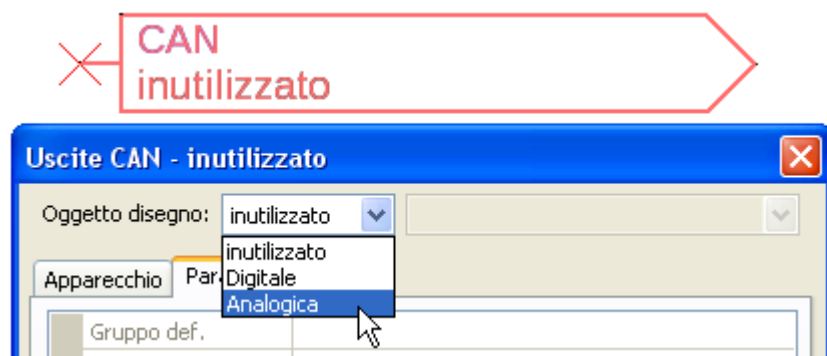 CAN
inutilizzato
Uscite CAN - inutilizzato
Oggetto disegno: inutilizzato
inutilizzato
Apparecchio Par Digitale
Analogica
Gruppo def.